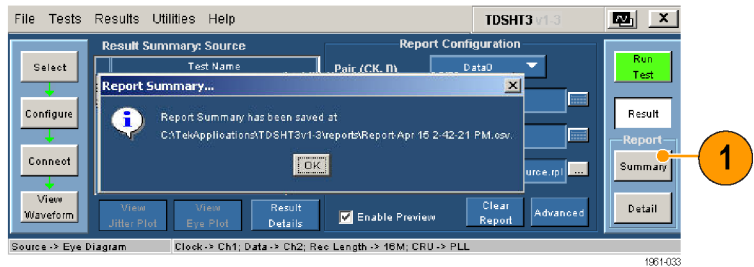 File Tests Results Utilities Help TDSHT3 v1-3
Result Summary: Source Report Configuration
Select Test Name Pair (CK, D) Data0 Run Test
Report Summary...
Configure Report Summary has been saved at Result
C:\TekApplications\TDSHT3v1-3\reports\Report-Apr 15 2-42-21 PM.csv.
Report
Connect OK urce.rpl ... Summary 1
View Waveform View Jitter Plot View Eye Plot Result Details Enable Preview Clear Report Advanced Detail
Source -> Eye Diagram Clock-> Ch1; Data-> Ch2; Rec Length -> 16M; CRU-> PLL
1961-033